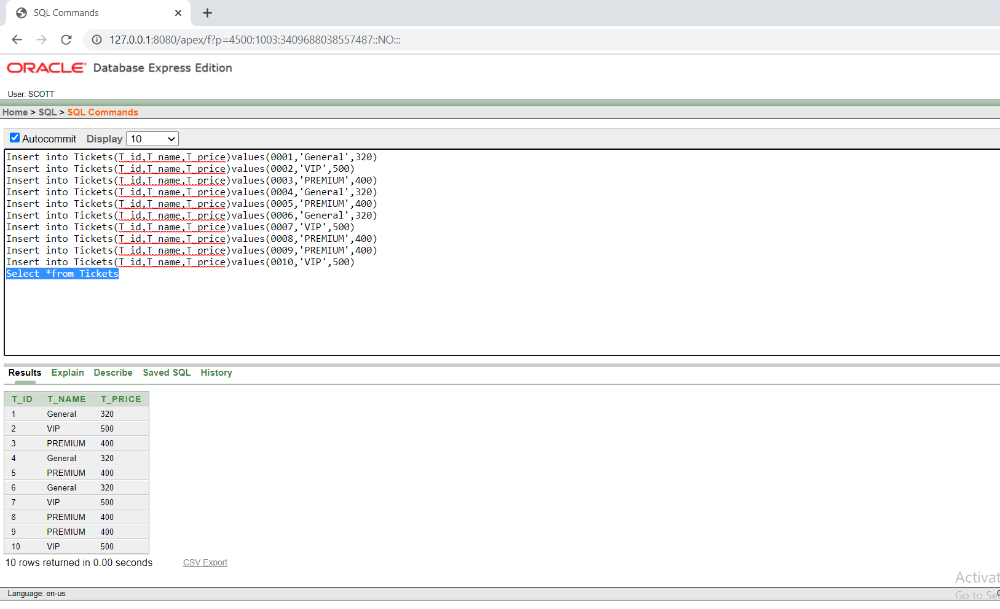 SQL Commands
127.0.0.1:8080/apex/f?p=4500:1003:3409688038557487::NO:::
ORACLE Database Express Edition
User: SCOTT
Home > SQL > SQL Commands
Autocommit Display 10
Insert into Tickets(T_id,T_name,T_price)values(0001,'General',320)
Insert into Tickets(T_id,T_name,T_price)values(0002,'VIP',500)
Insert into Tickets(T_id,T_name,T_price)values(0003,'PREMIUM',400)
Insert into Tickets(T_id,T_name,T_price)values(0004,'General',320)
Insert into Tickets(T_id,T_name,T_price)values(0005,'PREMIUM',400)
Insert into Tickets(T_id,T_name,T_price)values(0006,'General',320)
Insert into Tickets(T_id,T_name,T_price)values(0007,'VIP',500)
Insert into Tickets(T_id,T_name,T_price)values(0008,'PREMIUM',400)
Insert into Tickets(T_id,T_name,T_price)values(0009,'PREMIUM',400)
Insert into Tickets(T_id,T_name,T_price)values(0010,'VIP',500)
Select *from Tickets
Results Explain Describe Saved SQL History
T_ID T_NAME T_PRICE
1 General 320
2 VIP 500
3 PREMIUM 400
4 General 320
5 PREMIUM 400
6 General 320
7 VIP 500
8 PREMIUM 400
9 PREMIUM 400
10 VIP 500
10 rows returned in 0.00 seconds CSV Export
Activat
Language: en-us
Go to Se